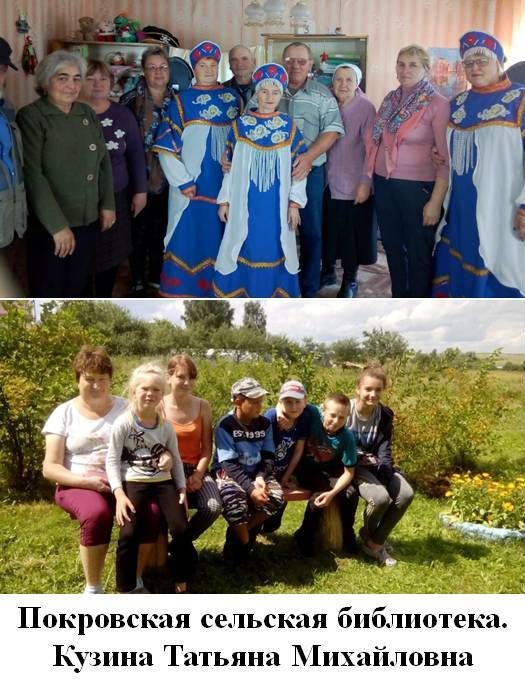 Покровская сельская библиотека.
Кузина Татьяна Михайловна